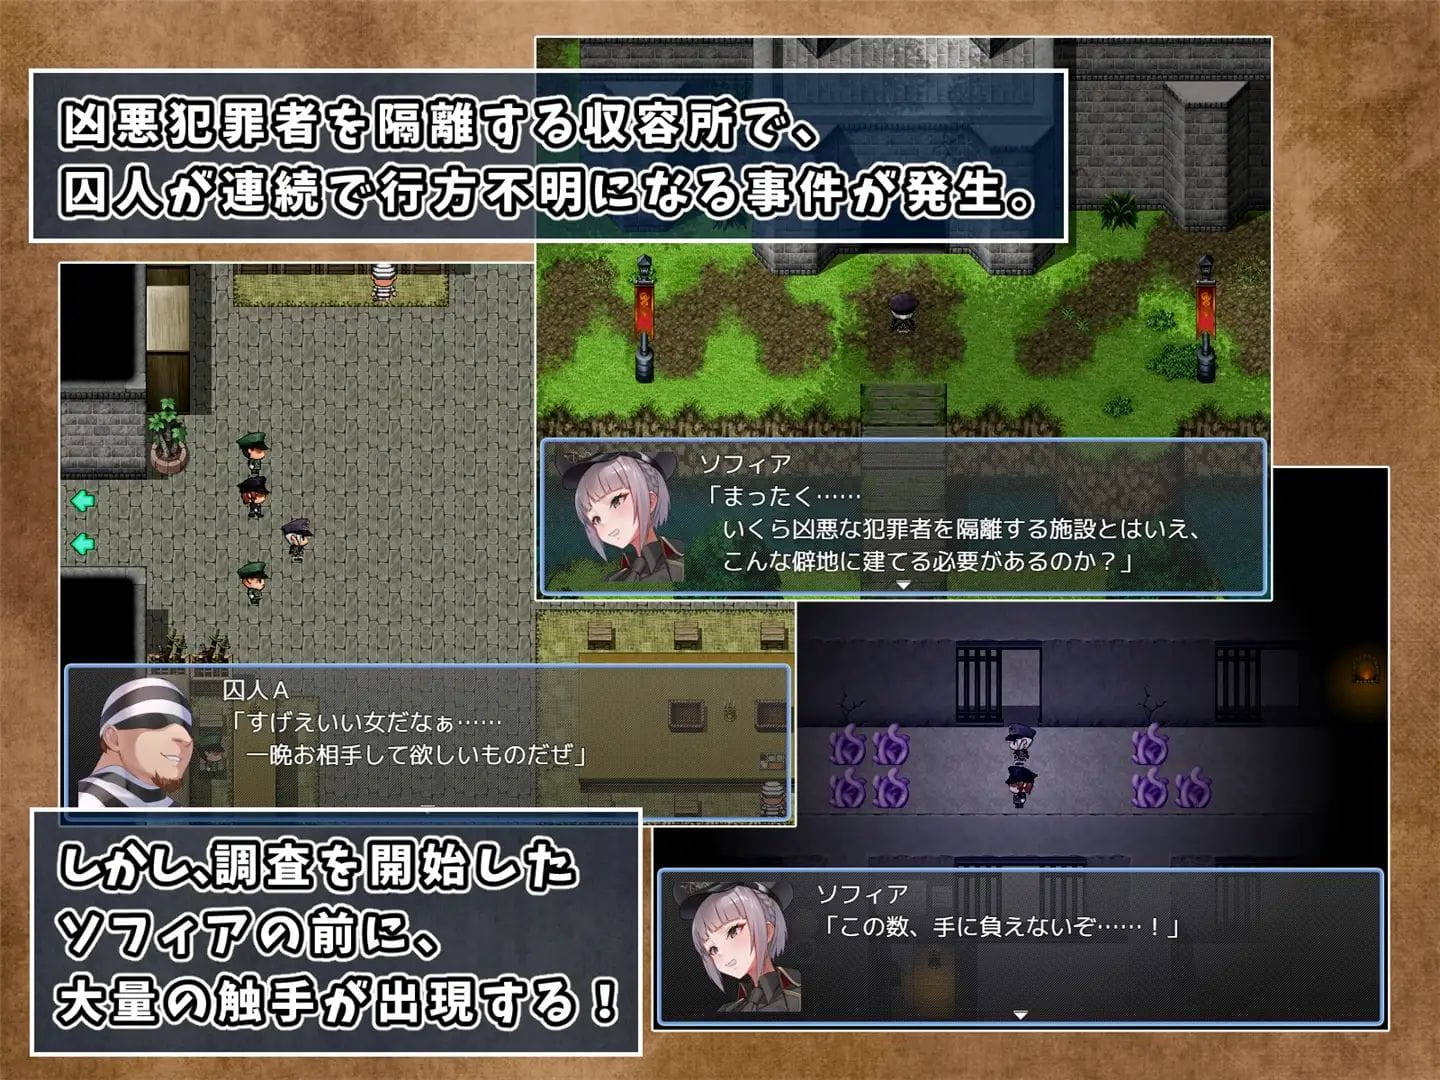 凶悪犯罪者を隔離する収容所で、
囚人が連続で行方不明になる事件が発生。
ソフィア
「まったく……
いくら凶悪な犯罪者を隔離する施設とはいえ、
こんな僻地に建てる必要があるのか？」
囚人A
「すげえいい女だなぁ……
一晩お相手して欲しいものだぜ」
しかし、調査を開始した
ソフィアの前に、
大量の触手が出現する！
ソフィア
「この数、手に負えないぞ……！」